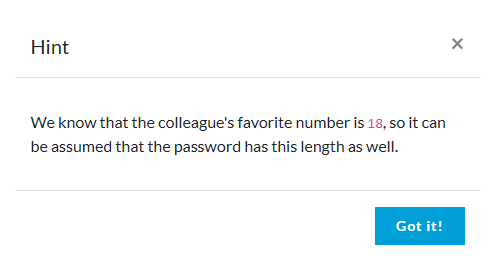 Hint
×
We know that the colleague's favorite number is 18, so it can
be assumed that the password has this length as well.
Got it!